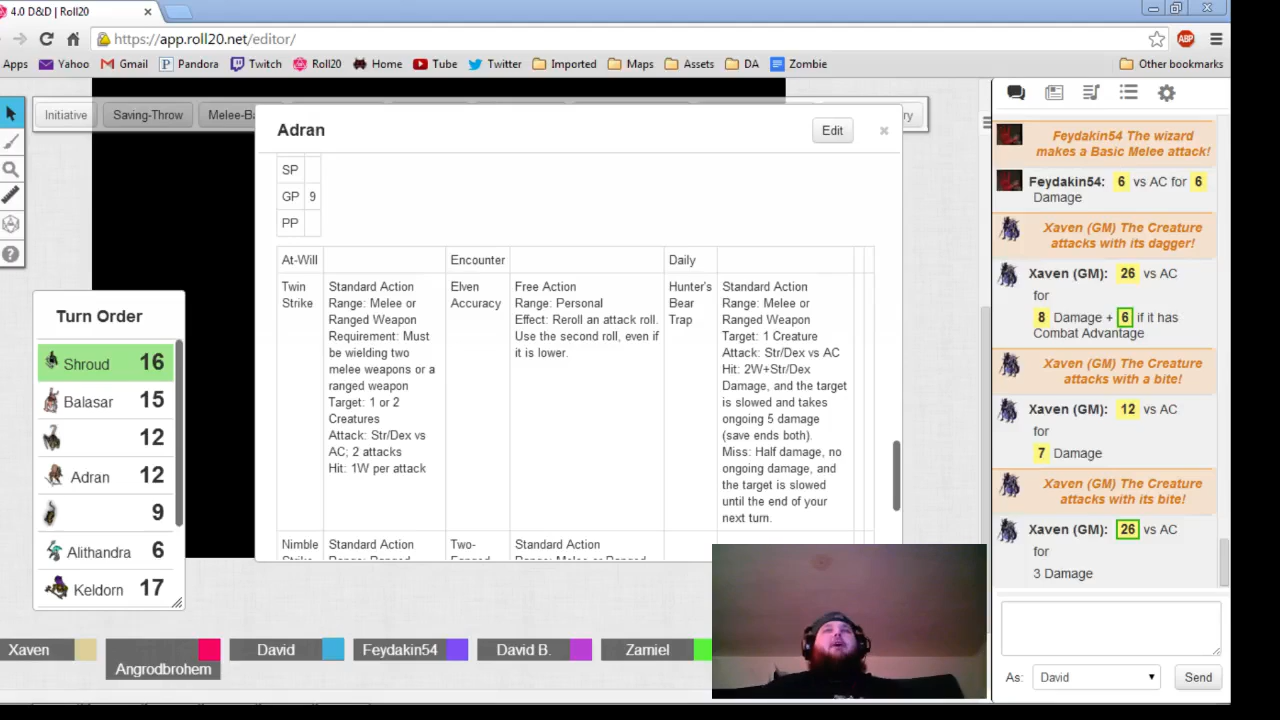 4.0 D&D | Roll20
https://app.roll20.net/editor/
ABP
Apps Yahoo Gmail Pandora Twitch Roll20 Home Tube Twitter Imported Maps Assets DA Zombie Other bookmarks
Initiative Saving-Throw Melee-Ba
Adran
Edit
SP
GP 9
PP
At-Will Encounter Daily
Twin Strike
Standard Action
Range: Melee or
Ranged Weapon
Requirement: Must
be wielding two
melee weapons or a
ranged weapon
Target: 1 or 2
Creatures
Attack: Str/Dex vs
AC; 2 attacks
Hit: 1W per attack
Elven
Accuracy
Free Action
Range: Personal
Effect: Reroll an attack roll.
Use the second roll, even if
it is lower.
Hunter's
Bear
Trap
Standard Action
Range: Melee or
Ranged Weapon
Target: 1 Creature
Attack: Str/Dex vs AC
Hit: 2W+Str/Dex
Damage, and the target
is slowed and takes
ongoing 5 damage
(save ends both).
Miss: Half damage, no
ongoing damage, and
the target is slowed
until the end of your
next turn.
Nimble Standard Action Two- Standard Action
Turn Order
Shroud 16
Balasar 15
12
Adran 12
9
Alithandra 6
Keldorn 17
Xaven
Angrodbrohem
David
Feydakin54
David B.
Zamiel
Feydakin54 The wizard
makes a Basic Melee attack!
Feydakin54: 6 vs AC for 6
Damage
Xaven (GM) The Creature
attacks with its dagger!
Xaven (GM): 26 vs AC
for
8 Damage + 6 if it has
Combat Advantage
Xaven (GM) The Creature
attacks with a bite!
Xaven (GM): 12 vs AC
for
7 Damage
Xaven (GM) The Creature
attacks with its bite!
Xaven (GM): 26 vs AC
for
3 Damage
As: David Send